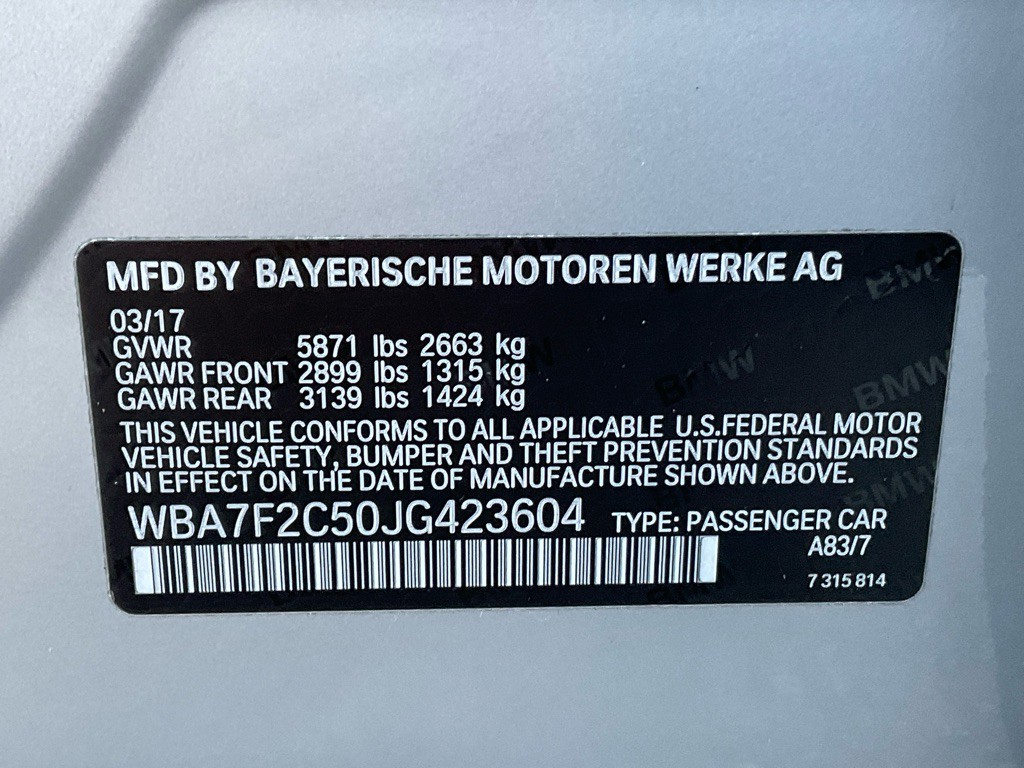 MFD BY BAYERISCHE MOTOREN WERKE AG
03/17
GVWR 5871 lbs 2663 kg
GAWR FRONT 2899 lbs 1315 kg
GAWR REAR 3139 lbs 1424 kg
THIS VEHICLE CONFORMS TO ALL APPLICABLE U.S.FEDERAL MOTOR
VEHICLE SAFETY, BUMPER AND THEFT PREVENTION STANDARDS
IN EFFECT ON THE DATE OF MANUFACTURE SHOWN ABOVE.
WBA7F2C50JG423604 TYPE: PASSENGER CAR
A83/7
7 315 814
BMW
BMW
BMW